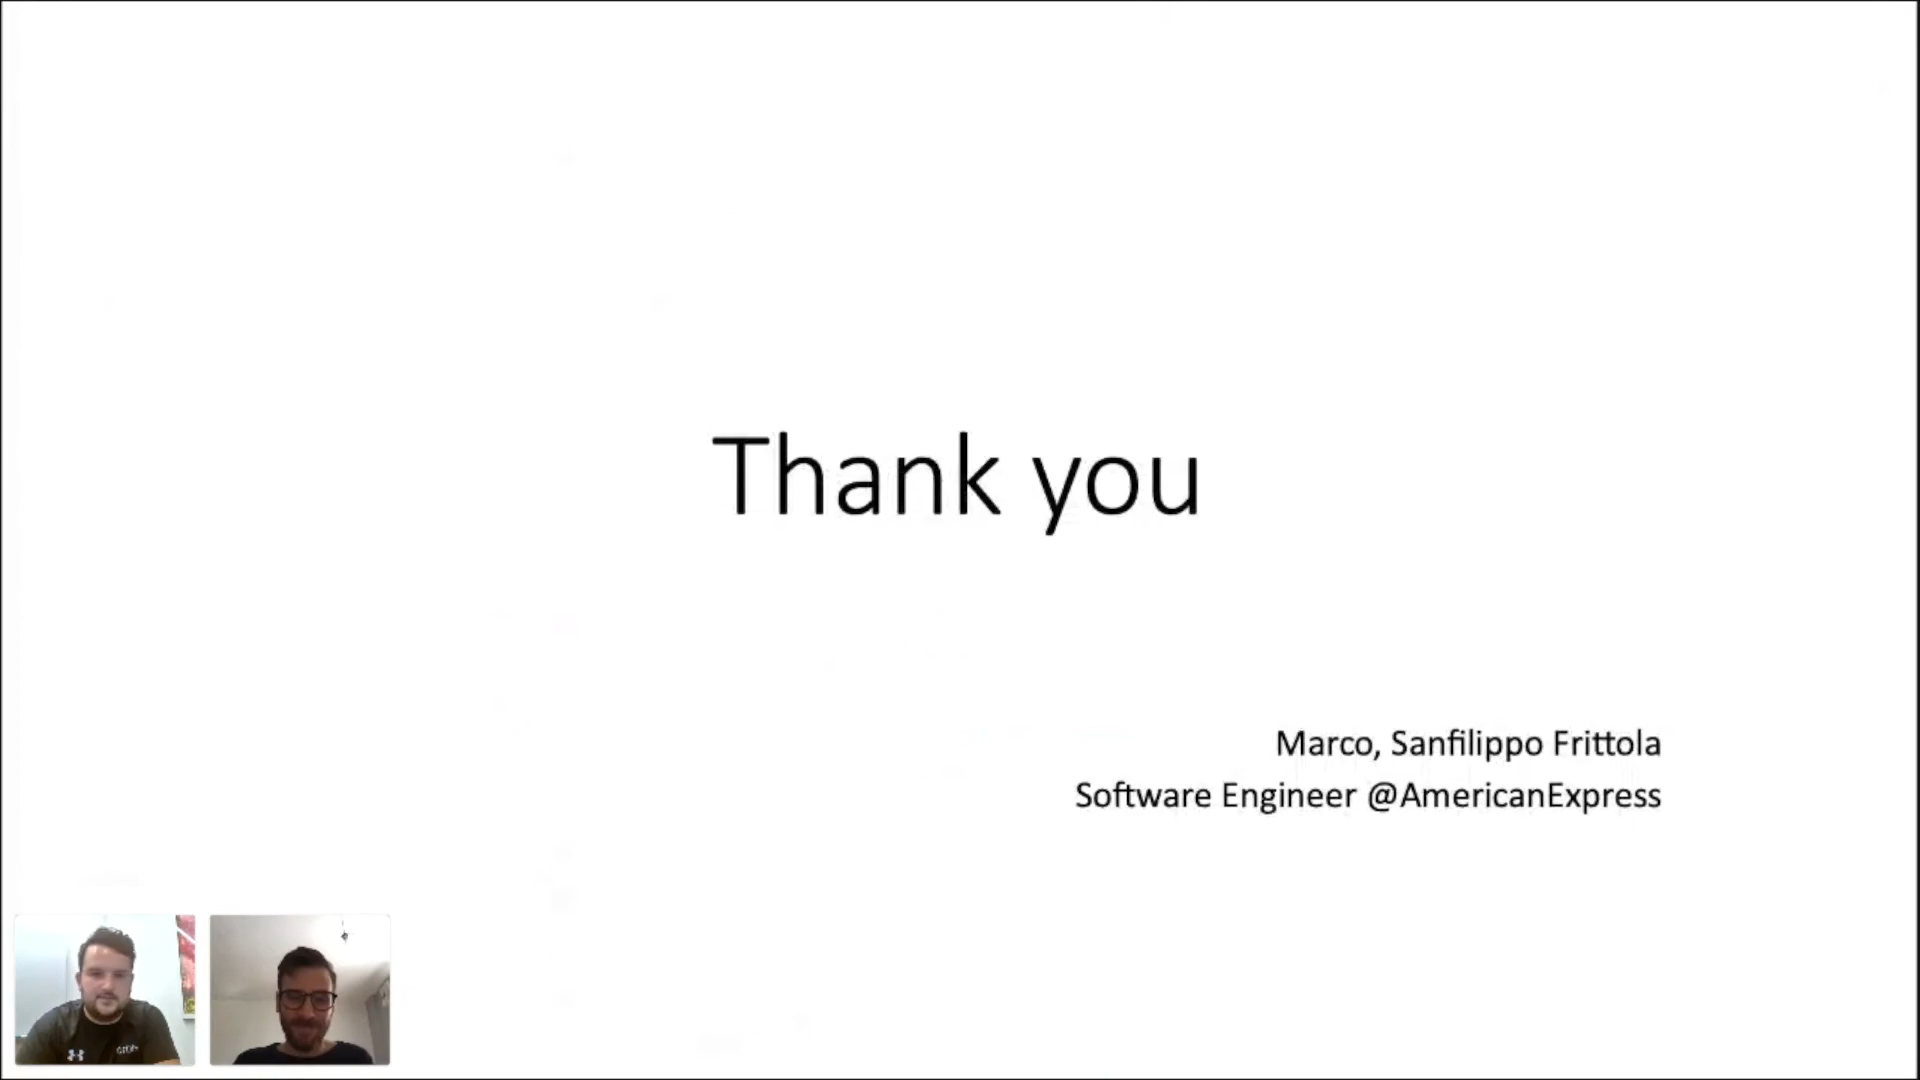 Thank you
Marco, Sanfilippo Frittola
Software Engineer @AmericanExpress